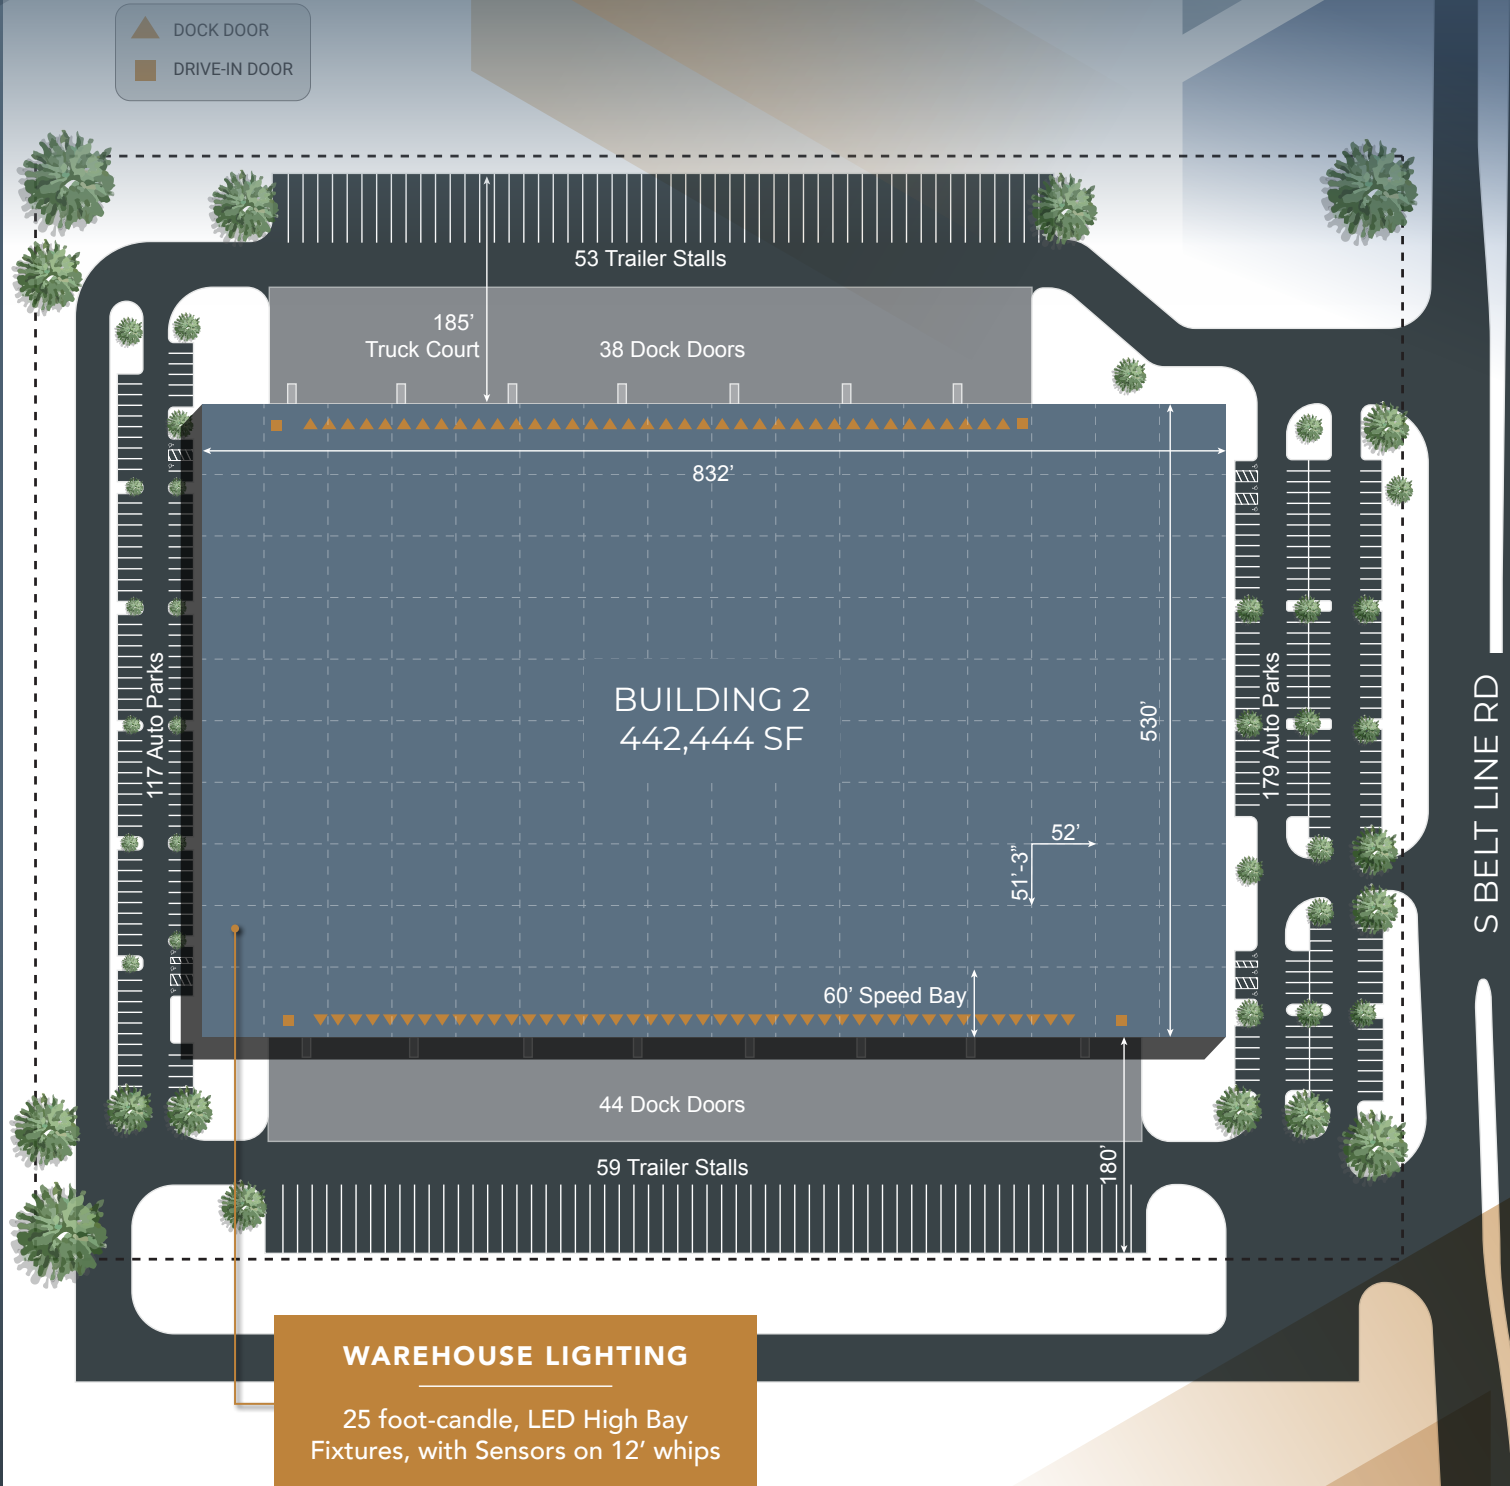 DOCK DOOR
DRIVE-IN DOOR
53 Trailer Stalls
185’
Truck Court
38 Dock Doors
832’
BUILDING 2
442,444 SF
530’
117 Auto Parks
179 Auto Parks
S BELT LINE RD
52’
51’-3”
60’ Speed Bay
44 Dock Doors
59 Trailer Stalls
180’
WAREHOUSE LIGHTING
25 foot-candle, LED High Bay
Fixtures, with Sensors on 12’ whips